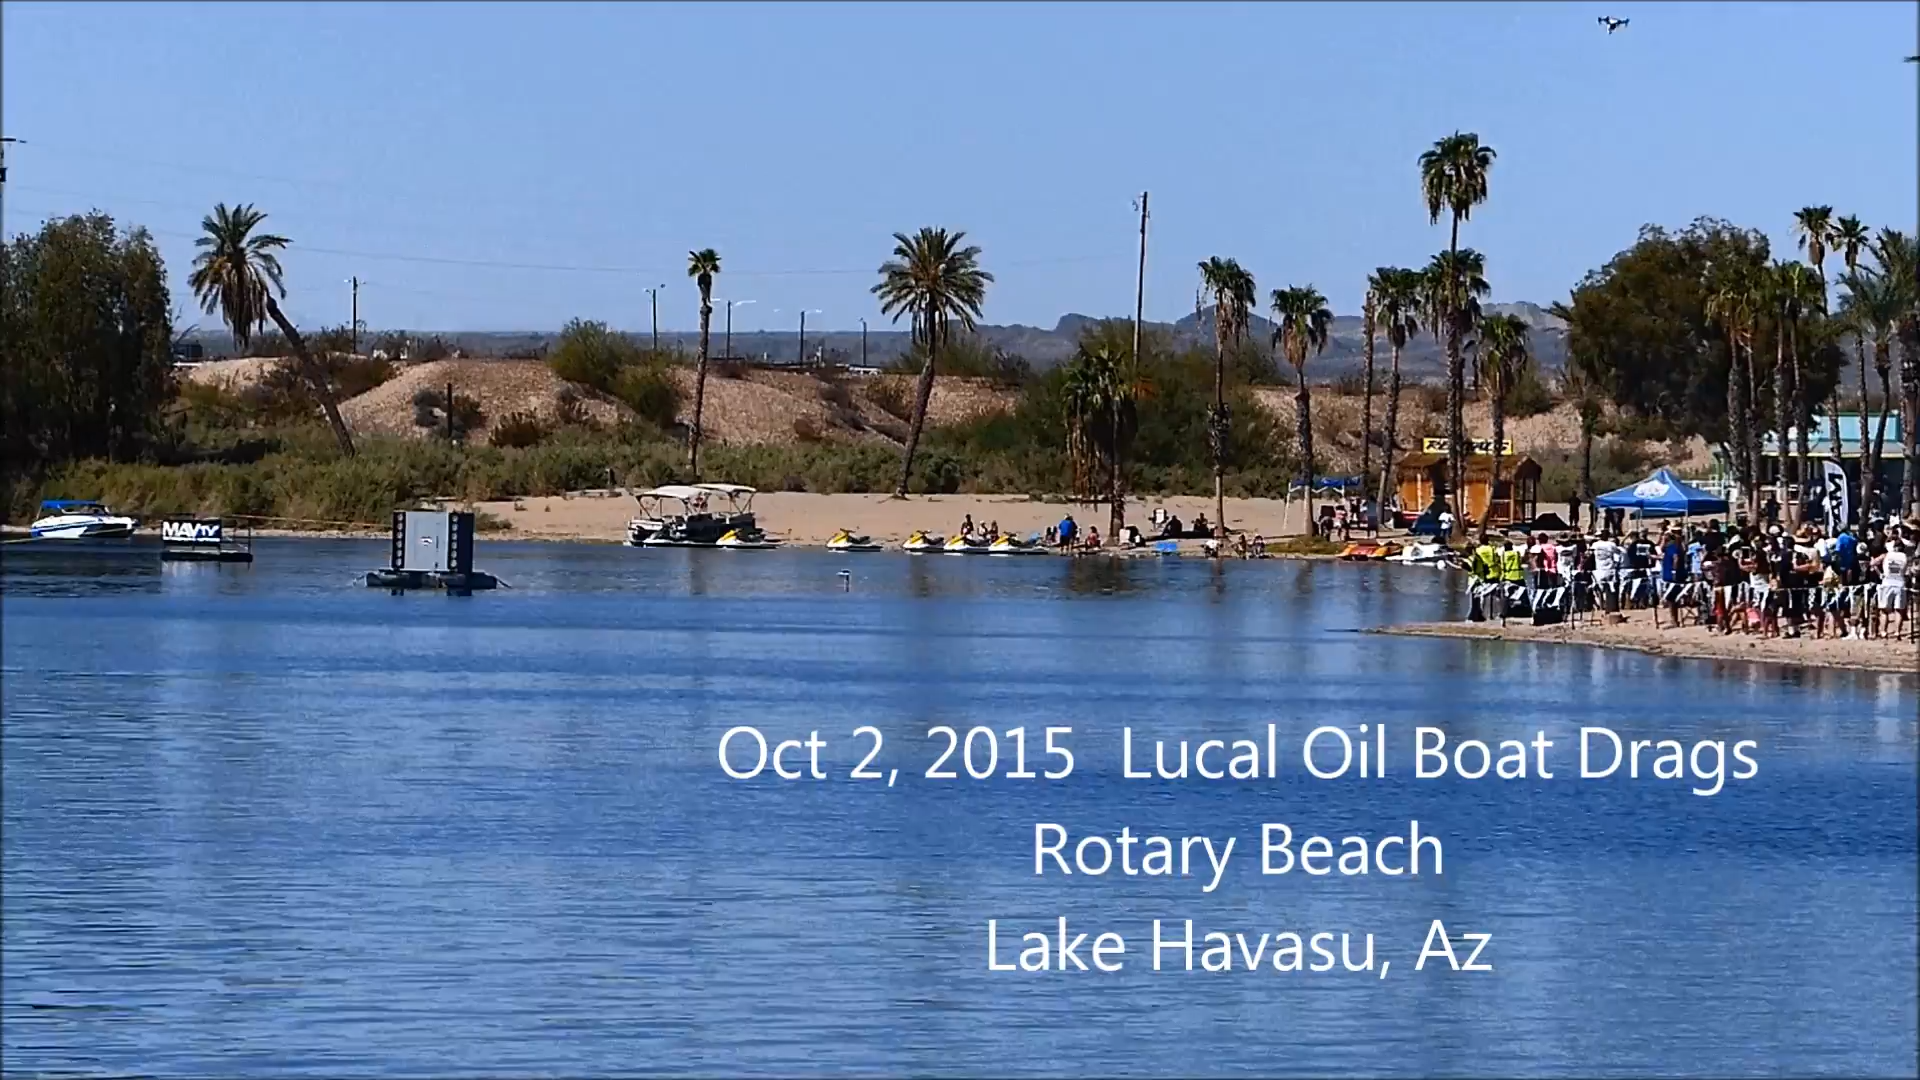 MAVTV
Oct 2, 2015 Lucal Oil Boat Drags
Rotary Beach
Lake Havasu, Az